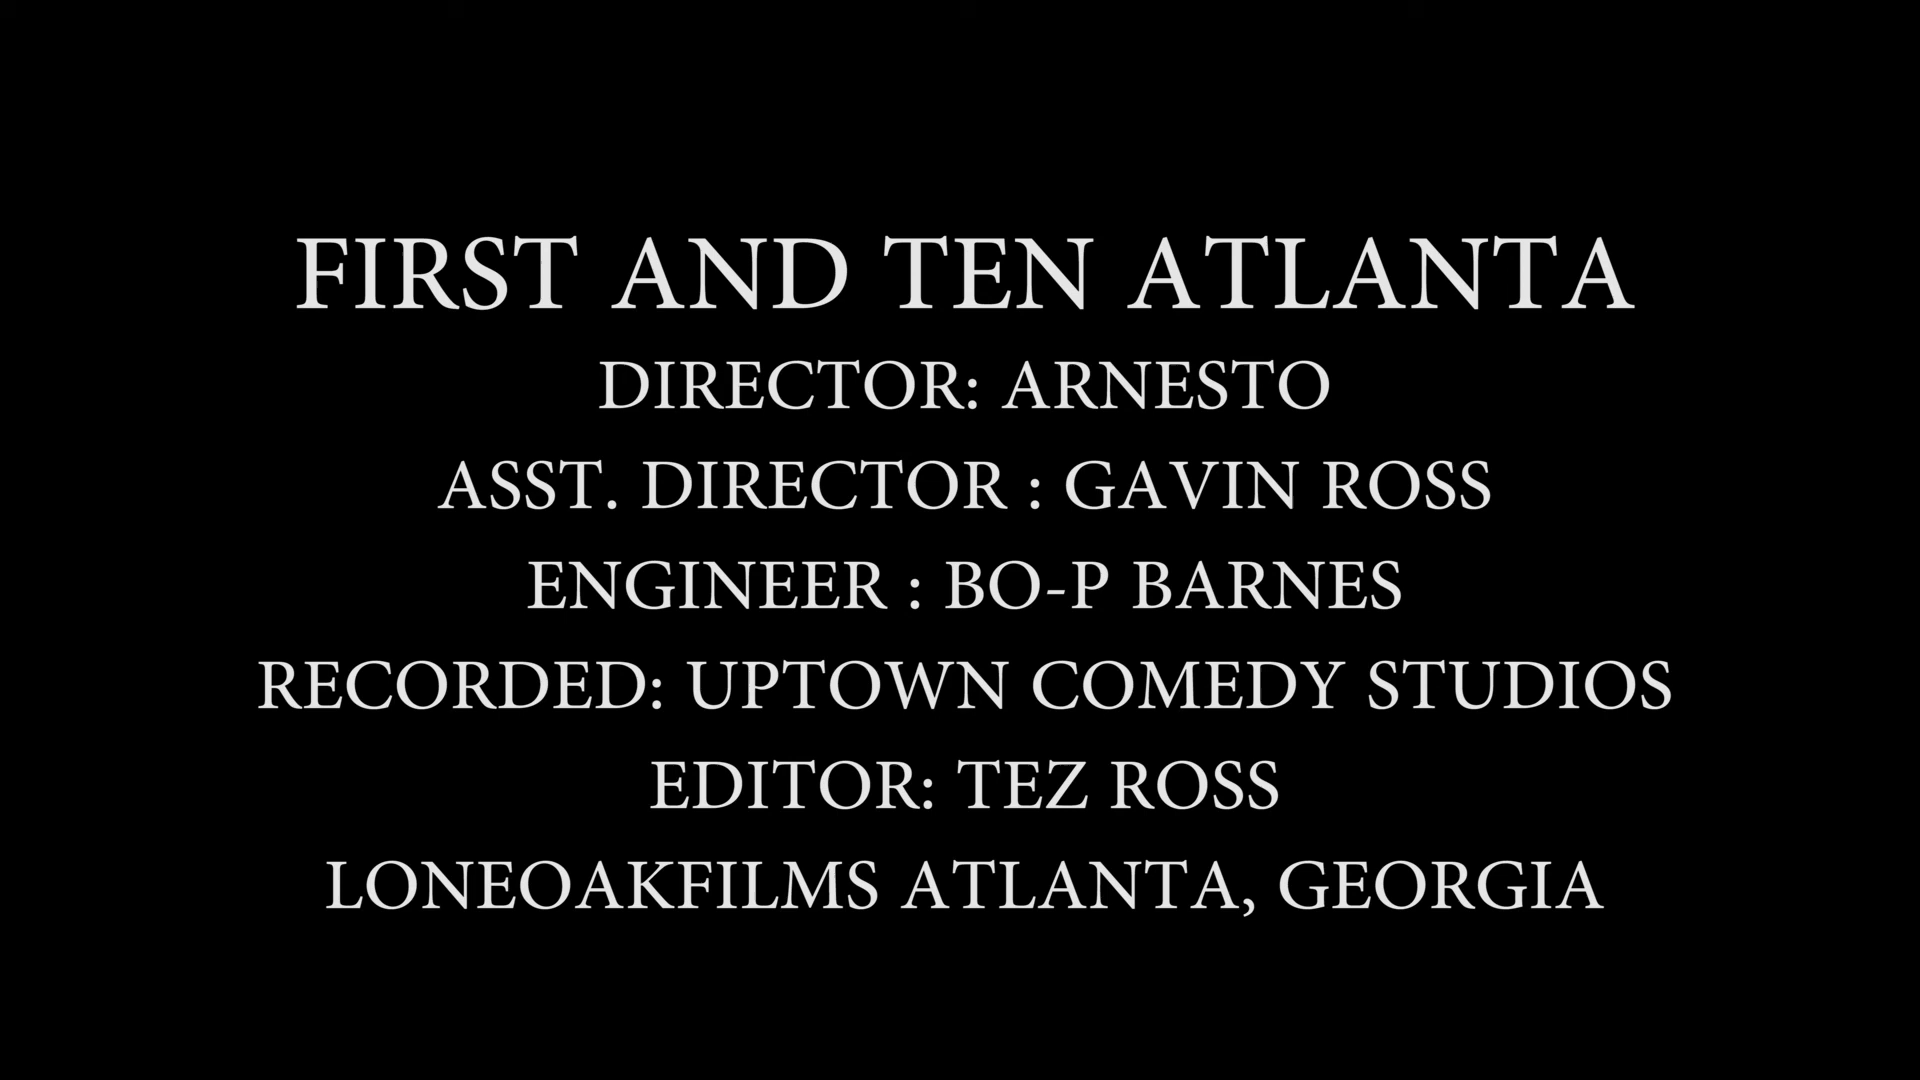 FIRST AND TEN ATLANTA
DIRECTOR: ARNESTO
ASST. DIRECTOR : GAVIN ROSS
ENGINEER : BO-P BARNES
RECORDED: UPTOWN COMEDY STUDIOS
EDITOR: TEZ ROSS
LONEOAKFILMS ATLANTA, GEORGIA